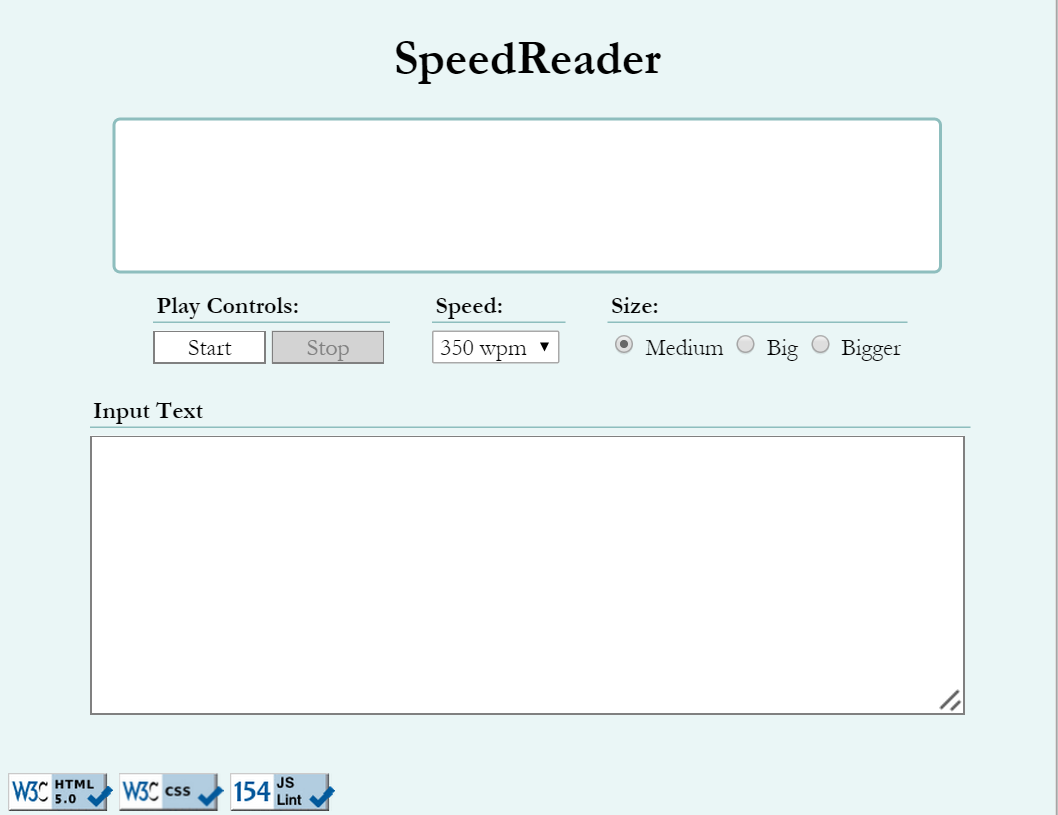 SpeedReader
Play Controls: Speed: Size:
Start Stop 350 wpm Medium Big Bigger
Input Text
W3C HTML 5.0 W3C css 154 JS Lint